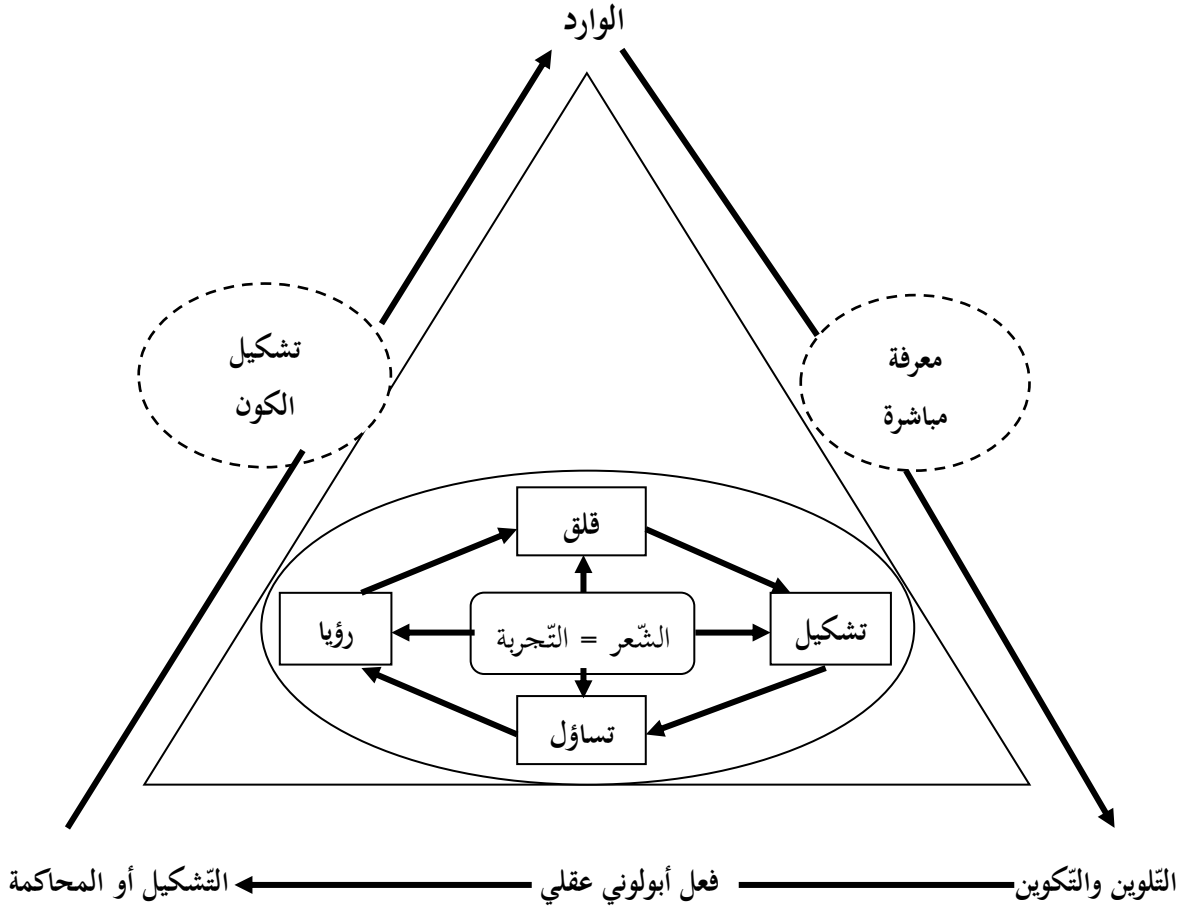 الوارد
معرفة
مباشرة
تشكيل
الكون
قلق
تشكيل
الشّعر = التّجربة
رؤيا
تساؤل
التّلوين والتّكوين
فعل أبولوني عقلي
التّشكيل أو المحاكمة